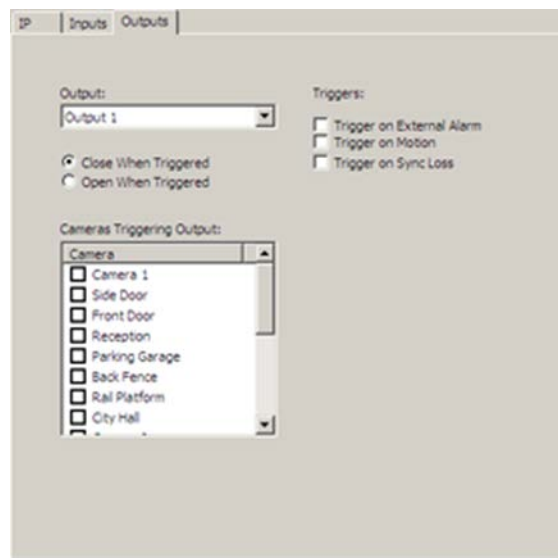 IP
Inputs
Outputs
Output:
Output 1
Close When Triggered
Open When Triggered
Cameras Triggering Output:
Camera
Camera 1
Side Door
Front Door
Reception
Parking Garage
Back Fence
Rail Platform
City Hall
Triggers:
Trigger on External Alarm
Trigger on Motion
Trigger on Sync Loss